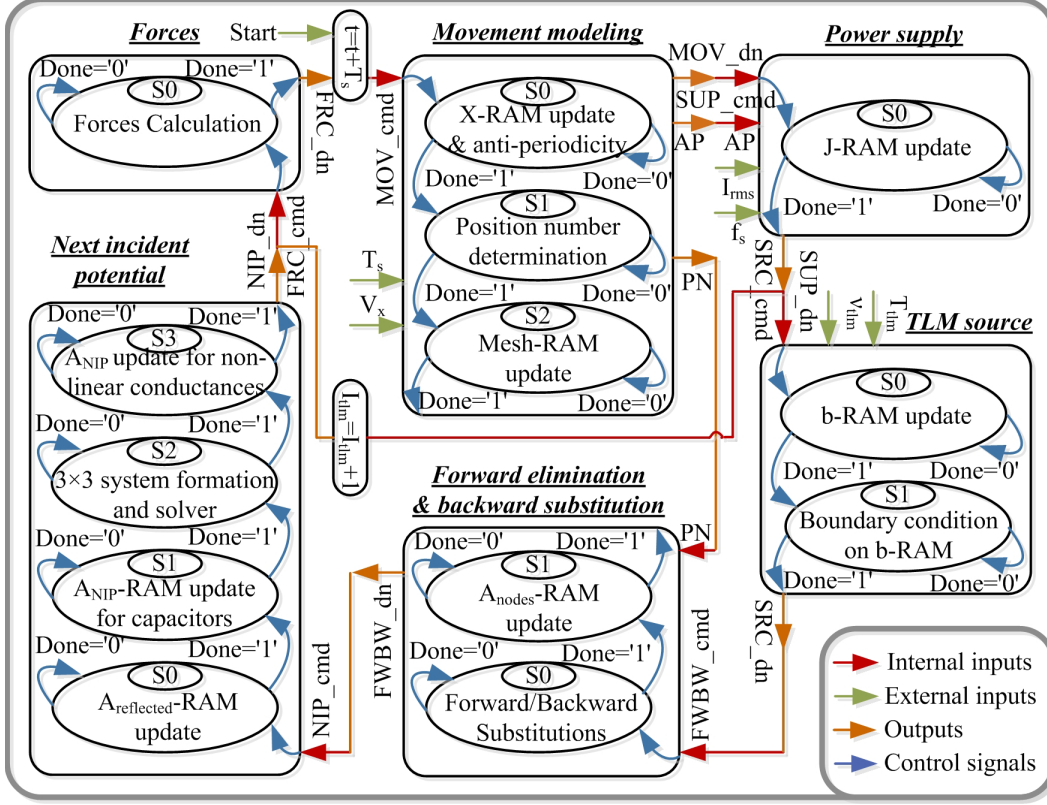 Forces
Start
t=t+Ts
Movement modeling
Power supply
Done='0'
Done='1'
S0
Forces Calculation
FRC_dn
MOV_cmd
S0
X-RAM update
& anti-periodicity
Done='1'
Done='0'
S1
Position number
determination
Done='1'
Done='0'
S2
Mesh-RAM
update
Done='1'
Done='0'
Ts
Vx
MOV_dn
SUP_cmd
AP
AP
PN
Irms
fs
S0
J-RAM update
Done='1'
Done='0'
SRC_cmd
SUP_dn
vtlm
Ttlm
TLM source
S0
b-RAM update
Done='1'
Done='0'
S1
Boundary condition
on b-RAM
Done='1'
Done='0'
SRC_dn
NIP_dn
FRC_cmd
Next incident
potential
Done='0'
Done='1'
S3
ANIP update for non-
linear conductances
Done='0'
Done='1'
S2
3×3 system formation
and solver
Done='0'
Done='1'
S1
ANIP-RAM update
for capacitors
Done='0'
Done='1'
S0
Areflected-RAM
update
Itlm=Itlm+1
NIP_cmd
FWBW_dn
Forward elimination
& backward substitution
PN
Done='0'
Done='1'
S1
Anodes-RAM
update
Done='0'
Done='1'
S0
Forward/Backward
Substitutions
FWBW_cmd
Internal inputs
External inputs
Outputs
Control signals